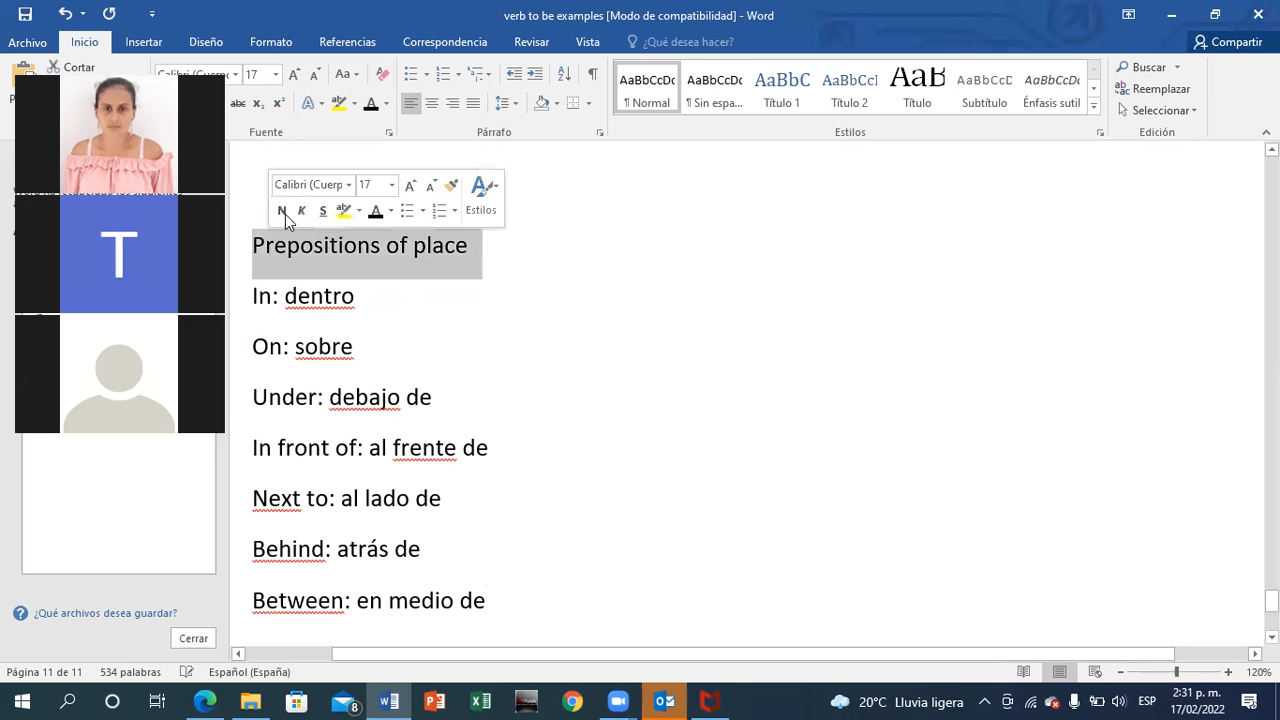 verb to be examples [Modo de compatibilidad] - Word
Archivo Inicio Insertar Diseño Formato Referencias Correspondencia Revisar Vista ¿Qué desea hacer? Compartir
Cortar
17 Aa
AaBbCcDc AaBbCcDc AaBbC AaBbCc AaB AaBbCcD AaBbCcDc
¶ Normal ¶ Sin espa... Título 1 Título 2 Título Subtítulo Énfasis sutil
Buscar
Reemplazar
Seleccionar
Fuente Párrafo Estilos Edición
Calibri (Cuerp 17
N K S Estilos
T
Prepositions of place
In: dentro
On: sobre
Under: debajo de
In front of: al frente de
Next to: al lado de
Behind: atrás de
Between: en medio de
¿Qué archivos desea guardar?
Cerrar
Página 11 de 11 534 palabras Español (España) 120%
8
20°C Lluvia ligera
ESP
2:31 p. m.
17/02/2022